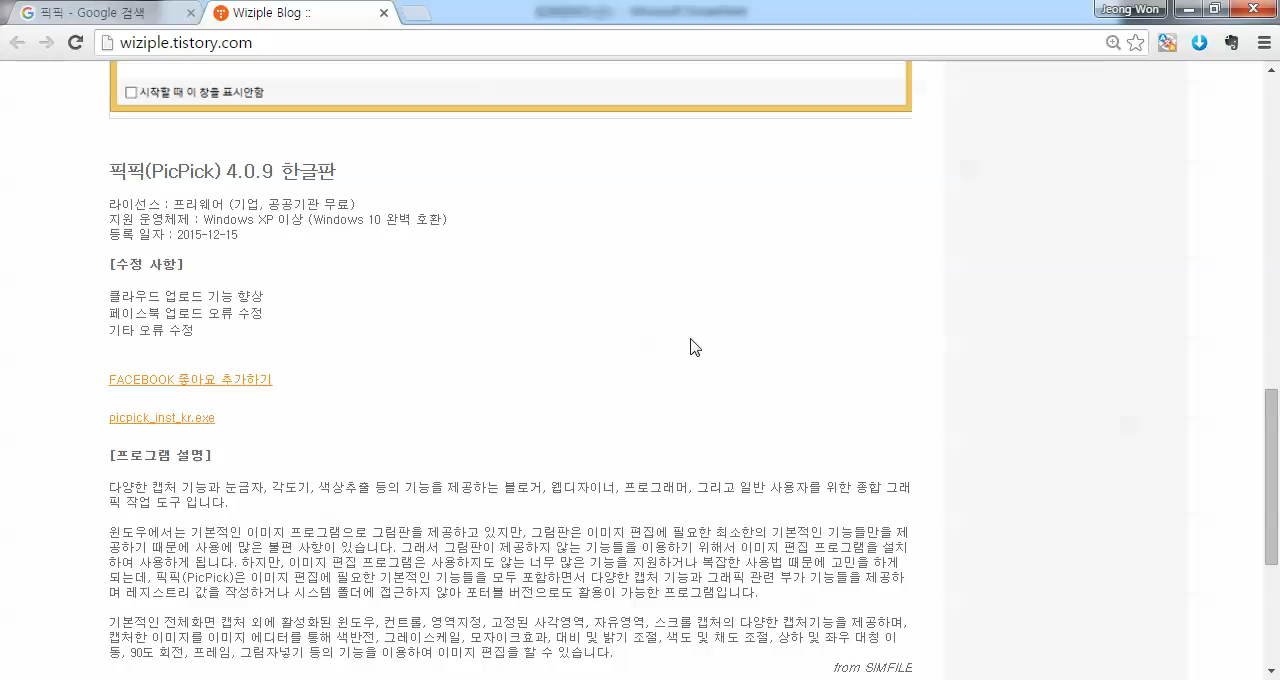 픽픽 - Google 검색
Wiziple Blog ::
Jeong Won
wiziple.tistory.com
시작할 때 이 창을 표시안함
픽픽(PicPick) 4.0.9 한글판
라이선스 : 프리웨어 (기업, 공공기관 무료)
지원 운영체제 : Windows XP 이상 (Windows 10 완벽 호환)
등록 일자 : 2015-12-15
[수정 사항]
클라우드 업로드 기능 향상
페이스북 업로드 오류 수정
기타 오류 수정
FACEBOOK 좋아요 추가하기
picpick_inst_kr.exe
[프로그램 설명]
다양한 캡처 기능과 눈금자, 각도기, 색상추출 등의 기능을 제공하는 블로거, 웹디자이너, 프로그래머, 그리고 일반 사용자를 위한 종합 그래
픽 작업 도구 입니다.
윈도우에서는 기본적인 이미지 프로그램으로 그림판을 제공하고 있지만, 그림판은 이미지 편집에 필요한 최소한의 기본적인 기능들만을 제
공하기 때문에 사용에 많은 불편 사항이 있습니다. 그래서 그림판이 제공하지 않는 기능들을 이용하기 위해서 이미지 편집 프로그램을 설치
하여 사용하게 됩니다. 하지만, 이미지 편집 프로그램은 사용하지도 않는 너무 많은 기능을 지원하거나 복잡한 사용법 때문에 고민을 하게
되는데, 픽픽(PicPick)은 이미지 편집에 필요한 기본적인 기능들을 모두 포함하면서 다양한 캡처 기능과 그래픽 관련 부가 기능들을 제공하
며 레지스트리 값을 작성하거나 시스템 폴더에 접근하지 않아 포터블 버전으로도 활용이 가능한 프로그램입니다.
기본적인 전체화면 캡처 외에 활성화된 윈도우, 컨트롤, 영역지정, 고정된 사각영역, 자유영역, 스크롤 캡처의 다양한 캡처기능을 제공하며,
캡처한 이미지를 이미지 에디터를 통해 색반전, 그레이스케일, 모자이크효과, 대비 및 밝기 조절, 색도 및 채도 조절, 상하 및 좌우 대칭 이
동, 90도 회전, 프레임, 그림자넣기 등의 기능을 이용하여 이미지 편집을 할 수 있습니다.
from SIMFILE